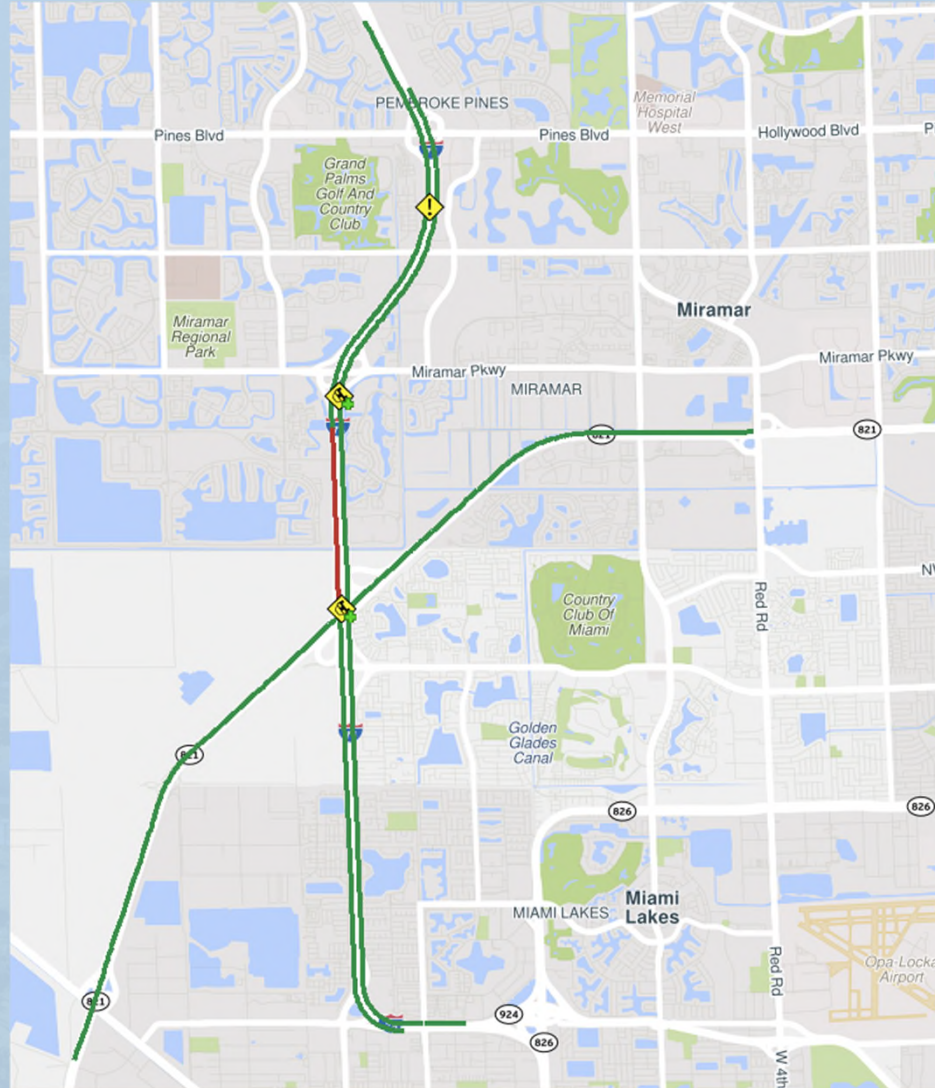 PEMBROKE PINES
Memorial
Hospital
West
Pines Blvd
Pines Blvd
Hollywood Blvd
Grand
Palms
Golf And
Country
Club
!
Miramar
Miramar
Regional
Park
Miramar Pkwy
Miramar Pkwy
MIRAMAR
821
821
Country
Club Of
Miami
Red Rd
Golden
Glades
Canal
821
826
826
Miami
Lakes
MIAMI LAKES
Red Rd
Opa-Locka
Airport
821
924
826
W 4th